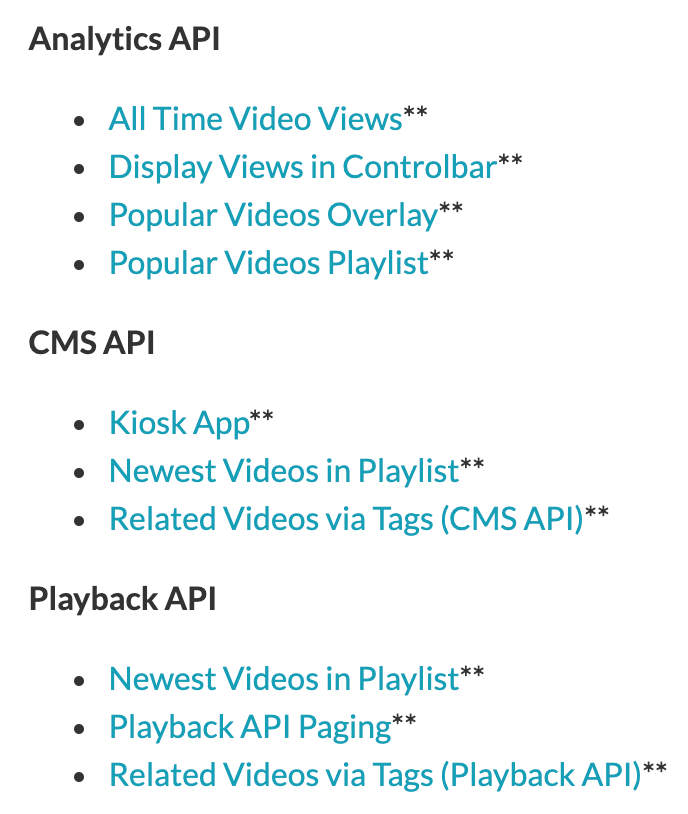 Analytics API
• All Time Video Views**
• Display Views in Controlbar**
• Popular Videos Overlay**
• Popular Videos Playlist**
CMS API
• Kiosk App**
• Newest Videos in Playlist**
• Related Videos via Tags (CMS API)**
Playback API
• Newest Videos in Playlist**
• Playback API Paging**
• Related Videos via Tags (Playback API)**